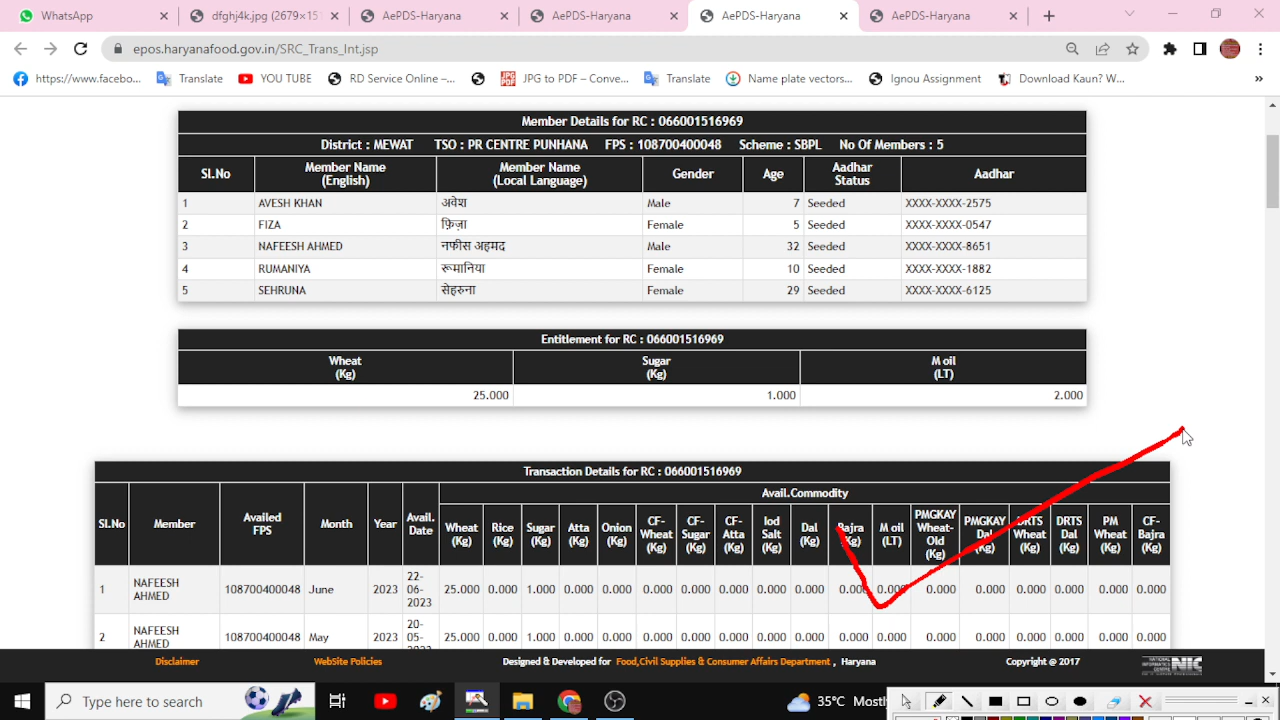 WhatsApp dfghj4k.jpg (2679×15 AePDS-Haryana AePDS-Haryana AePDS-Haryana AePDS-Haryana
epos.haryanafood.gov.in/SRC_Trans_Int.jsp
https://www.facebo... Translate YOU TUBE RD Service Online –... JPG to PDF – Conve... Translate Name plate vectors... Ignou Assignment Download Kaun? W...
Member Details for RC : 066001516969
District : MEWAT TSO : PR CENTRE PUNHANA FPS : 108700400048 Scheme : SBPL No Of Members : 5
Sl.No Member Name (English) Member Name (Local Language) Gender Age Aadhar Status Aadhar
1 AVESH KHAN अवेश Male 7 Seeded XXXX-XXXX-2575
2 FIZA फ़िज़ा Female 5 Seeded XXXX-XXXX-0547
3 NAFEESH AHMED नफीस अहमद Male 32 Seeded XXXX-XXXX-8651
4 RUMANIYA रूमानिया Female 10 Seeded XXXX-XXXX-1882
5 SEHRUNA सेहरुना Female 29 Seeded XXXX-XXXX-6125
Entitlement for RC : 066001516969
Wheat (Kg) Sugar (Kg) M oil (LT)
25.000 1.000 2.000
Transaction Details for RC : 066001516969
Avail.Commodity
Sl.No Member Availed FPS Month Year Avail. Date Wheat (Kg) Rice (Kg) Sugar (Kg) Atta (Kg) Onion (Kg) CF-Wheat (Kg) CF-Sugar (Kg) CF-Atta (Kg) Iod Salt (Kg) Dal (Kg) Bajra (Kg) M oil (LT) PMGKAY Wheat-Old (Kg) PMGKAY Dal (Kg) DRTS Wheat (Kg) DRTS Dal (Kg) PM Wheat (Kg) CF-Bajra (Kg)
1 NAFEESH AHMED 108700400048 June 2023 22-06-2023 25.000 0.000 1.000 0.000 0.000 0.000 0.000 0.000 0.000 0.000 0.000 0.000 0.000 0.000 0.000 0.000 0.000 0.000
2 NAFEESH AHMED 108700400048 May 2023 20-05-2023 25.000 0.000 1.000 0.000 0.000 0.000 0.000 0.000 0.000 0.000 0.000 0.000 0.000 0.000 0.000 0.000 0.000 0.000
Disclaimer WebSite Policies Designed & Developed for Food,Civil Supplies & Consumer Affairs Department , Haryana Copyright @ 2017 NATIONAL INFORMATICS CENTRE NIC
Type here to search 35°C Mostl